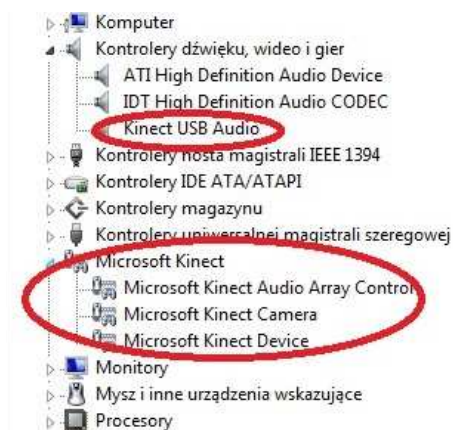 Komputer
Kontrolery dźwięku, wideo i gier
ATI High Definition Audio Device
IDT High Definition Audio CODEC
Kinect USB Audio
Kontrolery hosta magistrali IEEE 1394
Kontrolery IDE ATA/ATAPI
Kontrolery magazynu
Kontrolery uniwersalnej magistrali szeregowej
Microsoft Kinect
Microsoft Kinect Audio Array Control
Microsoft Kinect Camera
Microsoft Kinect Device
Monitory
Mysz i inne urządzenia wskazujące
Procesory